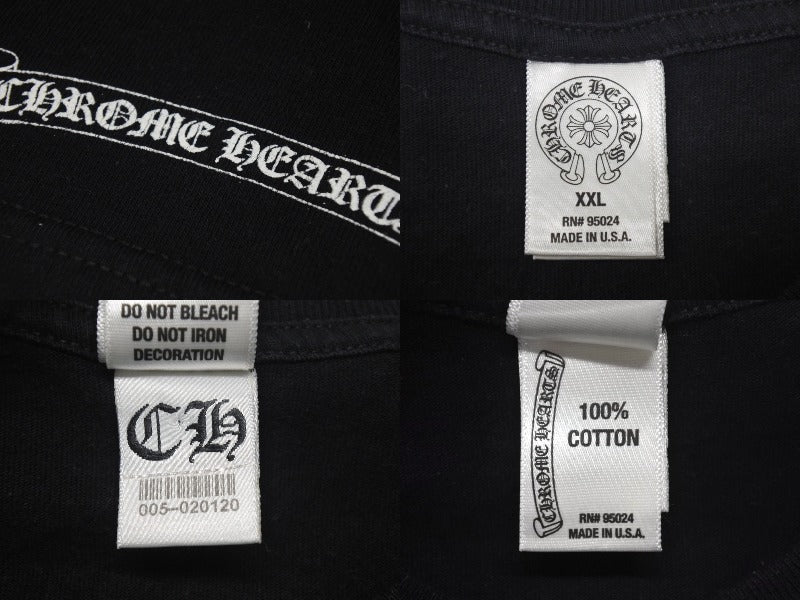 CHROME HEARTS
CHROME HEARTS
XXL
RN# 95024
MADE IN U.S.A.
DO NOT BLEACH
DO NOT IRON
DECORATION
CH
005-020120
CHROME HEARTS
100%
COTTON
RN# 95024
MADE IN U.S.A.